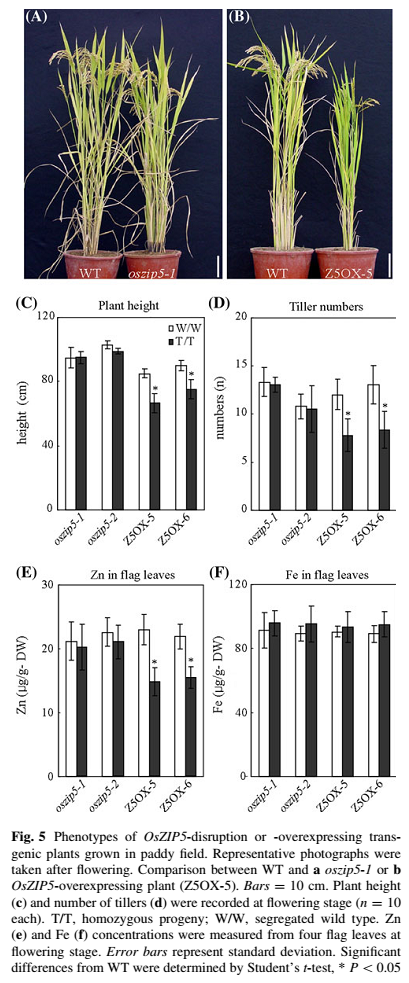 (A)
(B)
WT oszip5-1
WT Z5OX-5
(C) Plant height
W/W
T/T
height (cm)
120
80
40
0
*
*
oszip5-1 oszip5-2 Z5OX-5 Z5OX-6
(D) Tiller numbers
numbers (n)
20
15
10
5
0
*
*
oszip5-1 oszip5-2 Z5OX-5 Z5OX-6
(E) Zn in flag leaves
Zn (µg/g- DW)
30
20
10
0
*
*
oszip5-1 oszip5-2 Z5OX-5 Z5OX-6
(F) Fe in flag leaves
Fe (µg/g- DW)
120
80
40
0
oszip5-1 oszip5-2 Z5OX-5 Z5OX-6
Fig. 5 Phenotypes of OsZIP5-disruption or -overexpressing trans-
genic plants grown in paddy field. Representative photographs were
taken after flowering. Comparison between WT and a oszip5-1 or b
OsZIP5-overexpressing plant (Z5OX-5). Bars = 10 cm. Plant height
(c) and number of tillers (d) were recorded at flowering stage (n = 10
each). T/T, homozygous progeny; W/W, segregated wild type. Zn
(e) and Fe (f) concentrations were measured from four flag leaves at
flowering stage. Error bars represent standard deviation. Significant
differences from WT were determined by Student's t-test, * P < 0.05